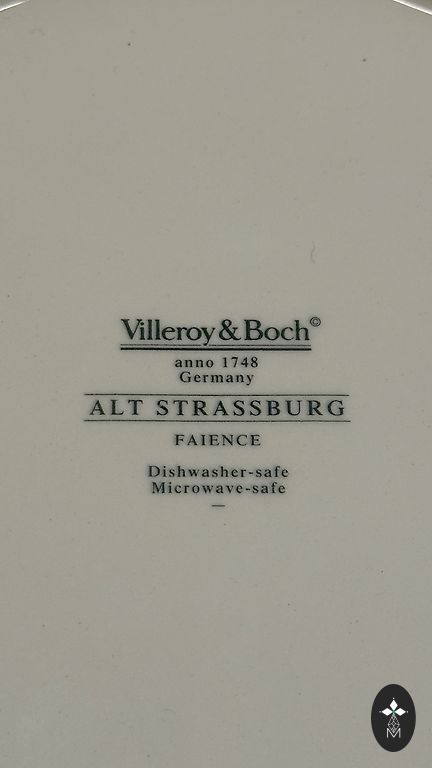 Villeroy & Boch©
anno 1748
Germany
ALT STRASSBURG
FAIENCE
Dishwasher-safe
Microwave-safe
M